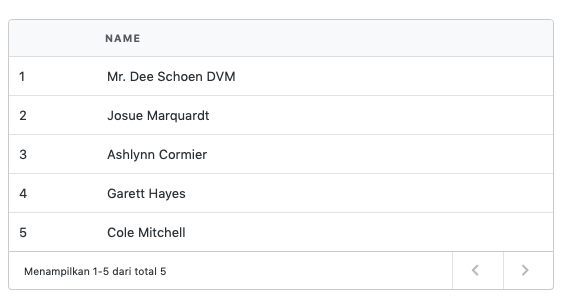 NAME
1 Mr. Dee Schoen DVM
2 Josue Marquardt
3 Ashlynn Cormier
4 Garett Hayes
5 Cole Mitchell
Menampilkan 1-5 dari total 5